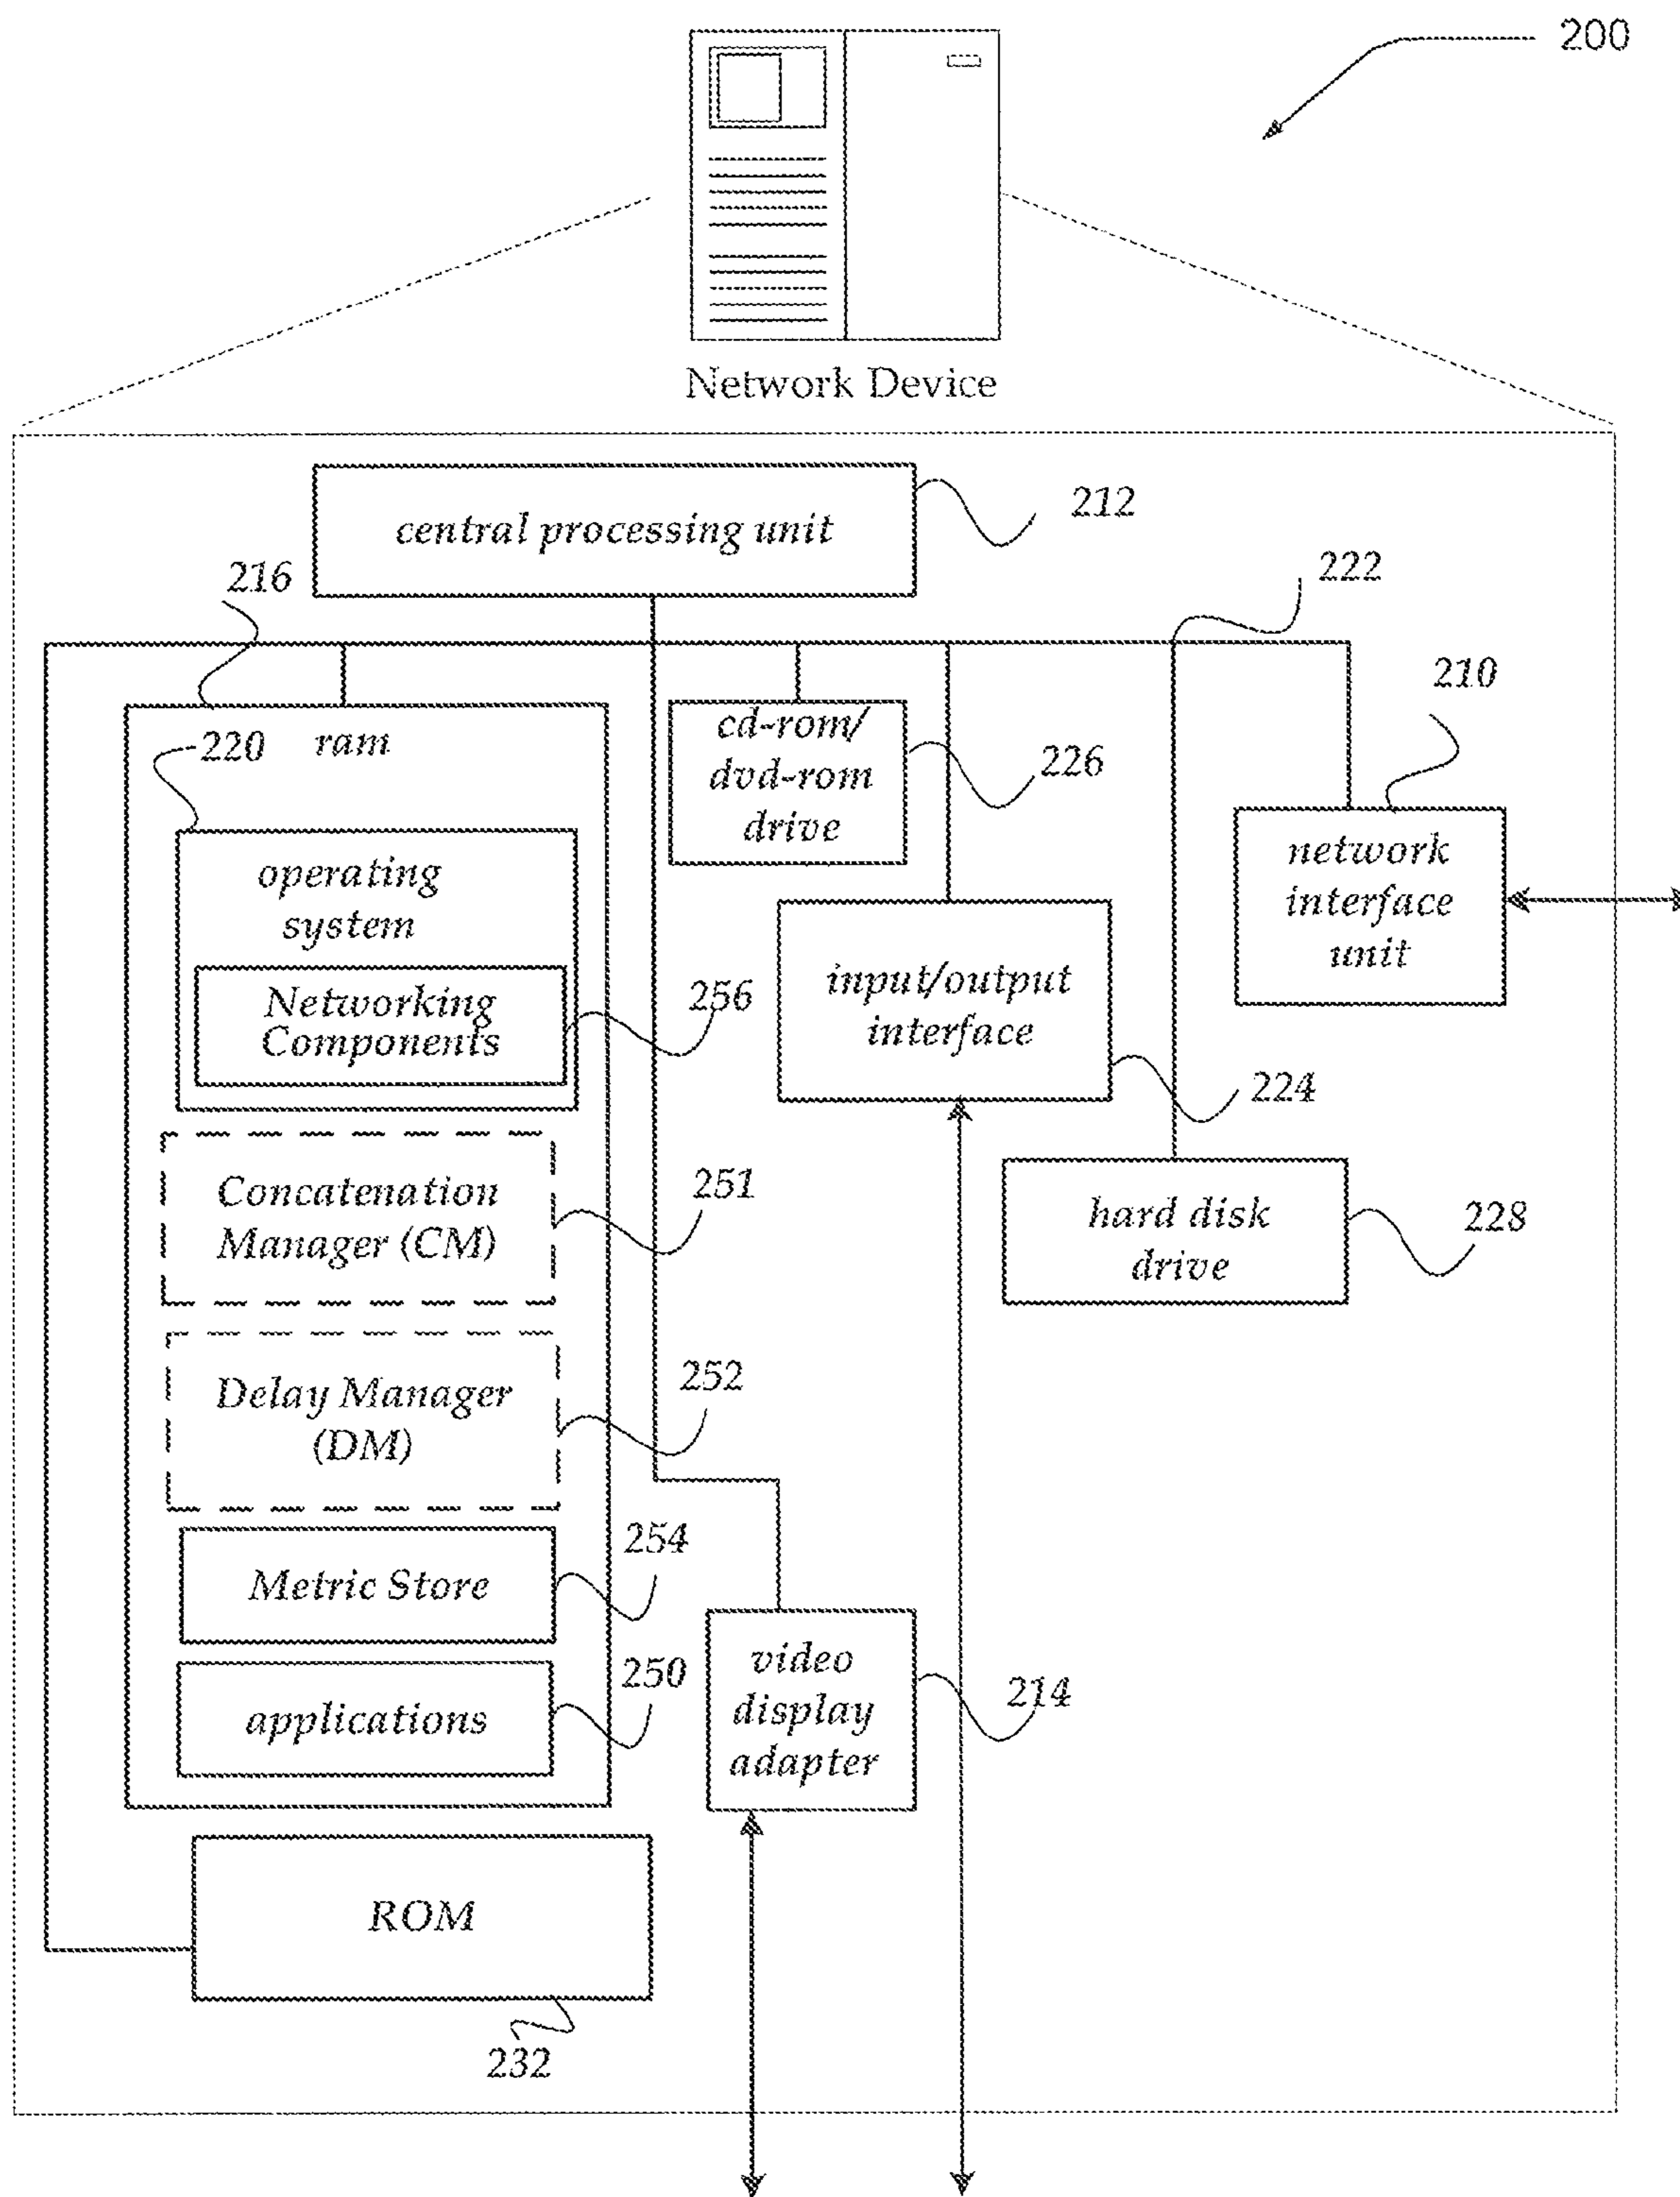 200
Network Device
central processing unit
212
216
222
210
220
ram
cd-rom/
dvd-rom
drive
226
operating
system
network
interface
unit
Networking
Components
256
input/output
interface
224
Concatenation
Manager (CM)
251
hard disk
drive
228
Delay Manager
(DM)
252
Metric Store
254
applications
250
video
display
adapter
214
ROM
232